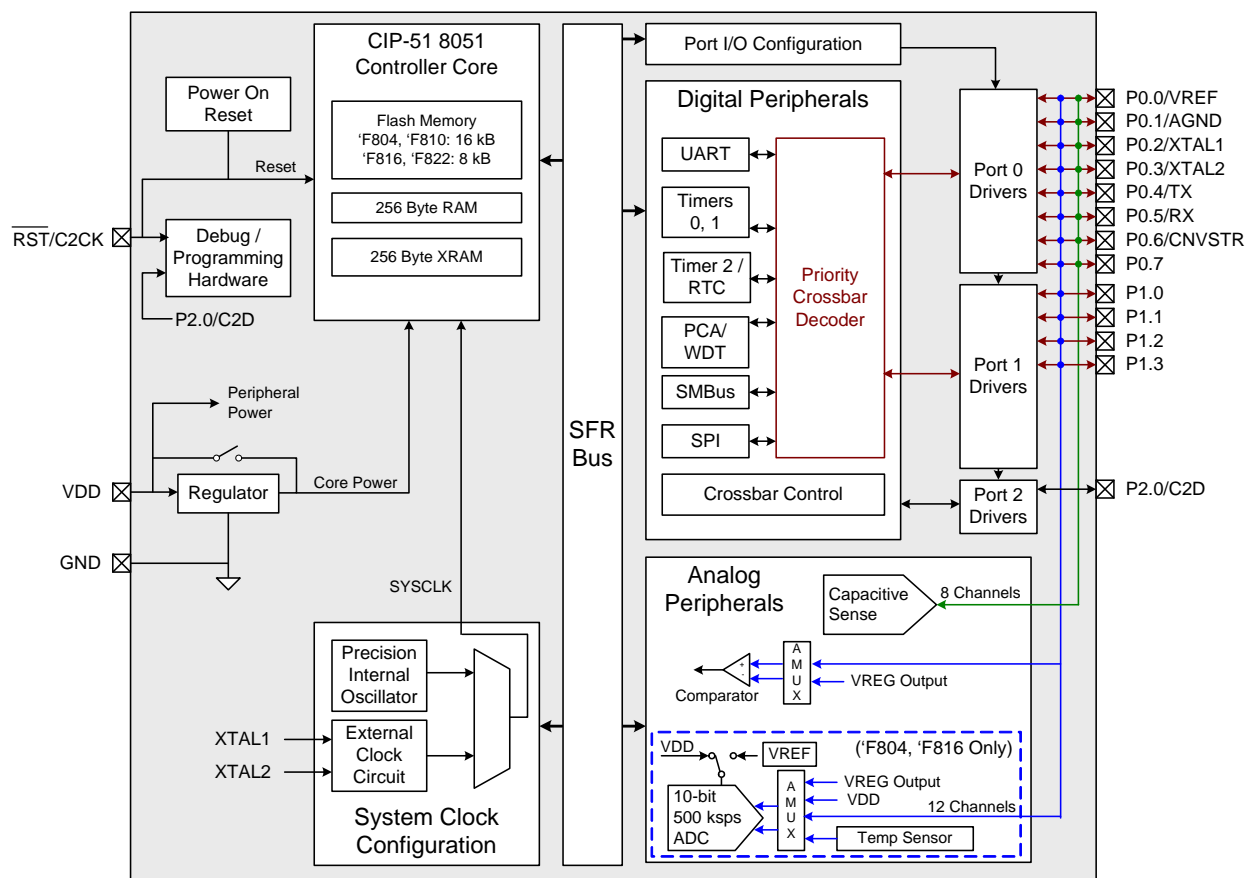 CIP-51 8051
Controller Core
Flash Memory
‘F804, ‘F810: 16 kB
‘F816, ‘F822: 8 kB
256 Byte RAM
256 Byte XRAM
Power On
Reset
Reset
RST/C2CK
Debug /
Programming
Hardware
P2.0/C2D
Peripheral
Power
VDD
Regulator
Core Power
GND
SYSCLK
Precision
Internal
Oscillator
XTAL1
XTAL2
External
Clock
Circuit
System Clock
Configuration
SFR
Bus
Port I/O Configuration
Digital Peripherals
UART
Timers
0, 1
Timer 2 /
RTC
PCA/
WDT
SMBus
SPI
Priority
Crossbar
Decoder
Crossbar Control
Port 0
Drivers
Port 1
Drivers
Port 2
Drivers
P0.0/VREF
P0.1/AGND
P0.2/XTAL1
P0.3/XTAL2
P0.4/TX
P0.5/RX
P0.6/CNVSTR
P0.7
P1.0
P1.1
P1.2
P1.3
P2.0/C2D
Analog
Peripherals
Capacitive
Sense
8 Channels
+
-
Comparator
A
M
U
X
VREG Output
(‘F804, ‘F816 Only)
VDD
VREF
10-bit
500 ksps
ADC
A
M
U
X
VREG Output
VDD
12 Channels
Temp Sensor